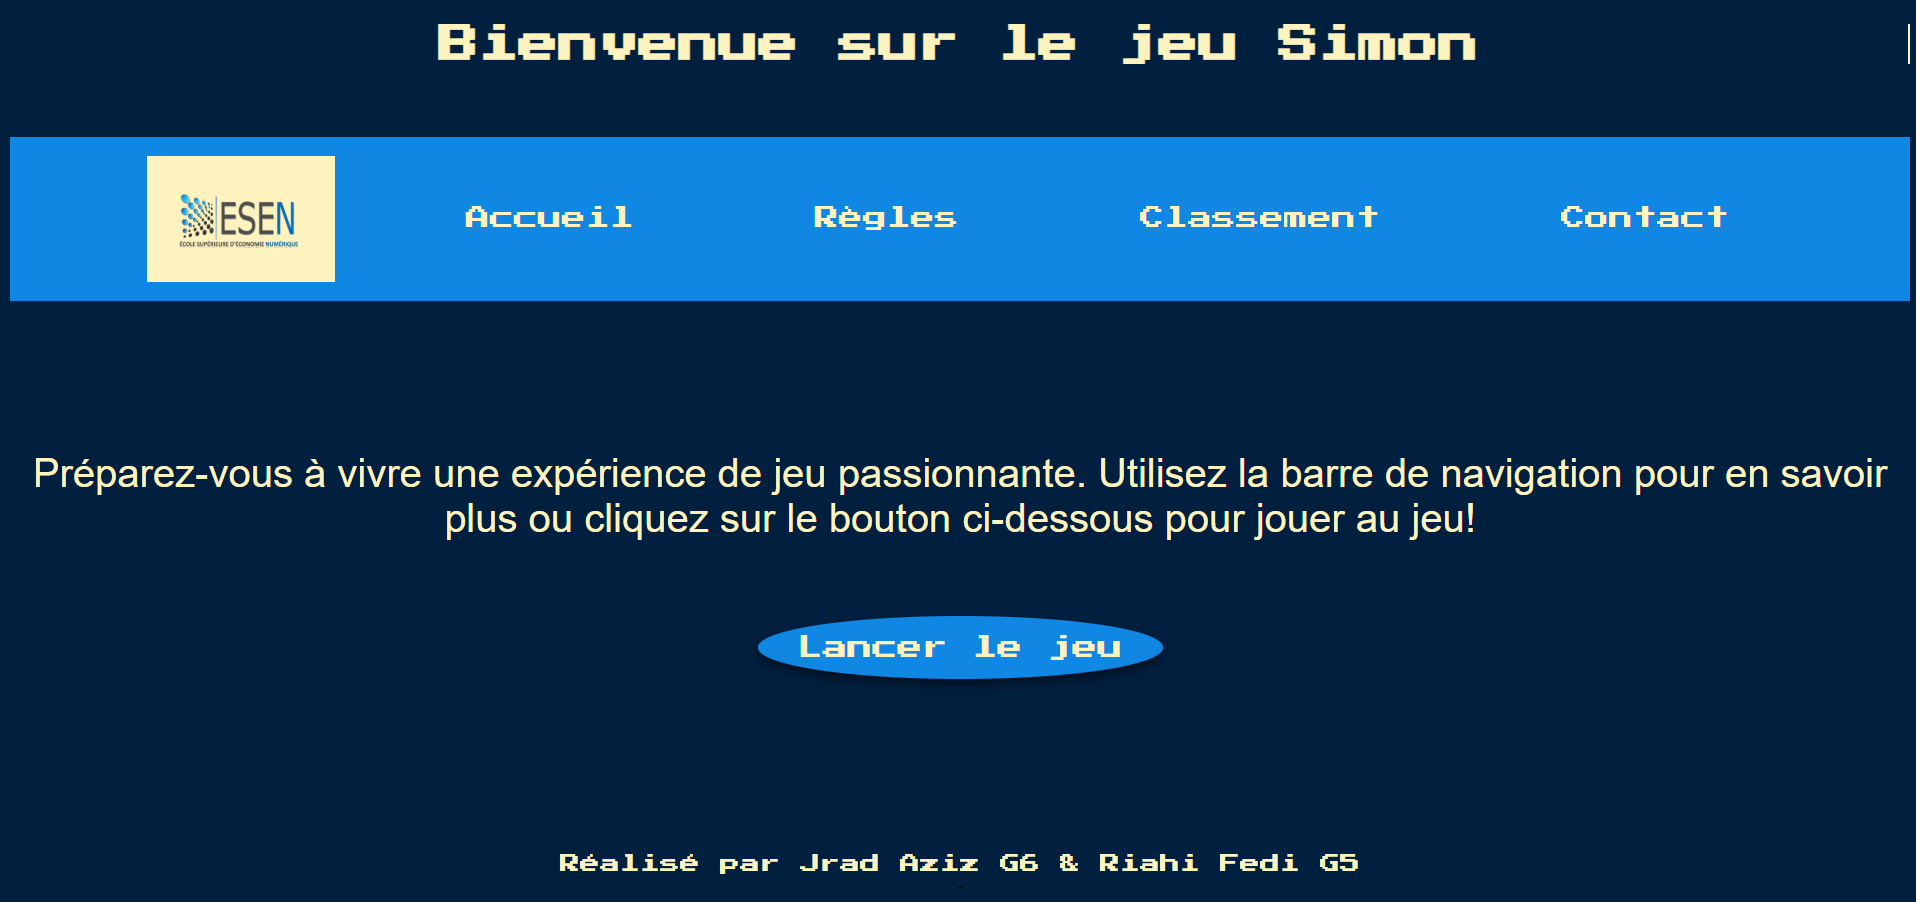 Bienvenue sur le jeu Simon
ESEN
ÉCOLE SUPÉRIEURE D'ÉCONOMIE NUMÉRIQUE
Accueil
Règles
Classement
Contact
Préparez-vous à vivre une expérience de jeu passionnante. Utilisez la barre de navigation pour en savoir
plus ou cliquez sur le bouton ci-dessous pour jouer au jeu!
Lancer le jeu
Réalisé par Jrad Aziz G6 & Riahi Fedi G5